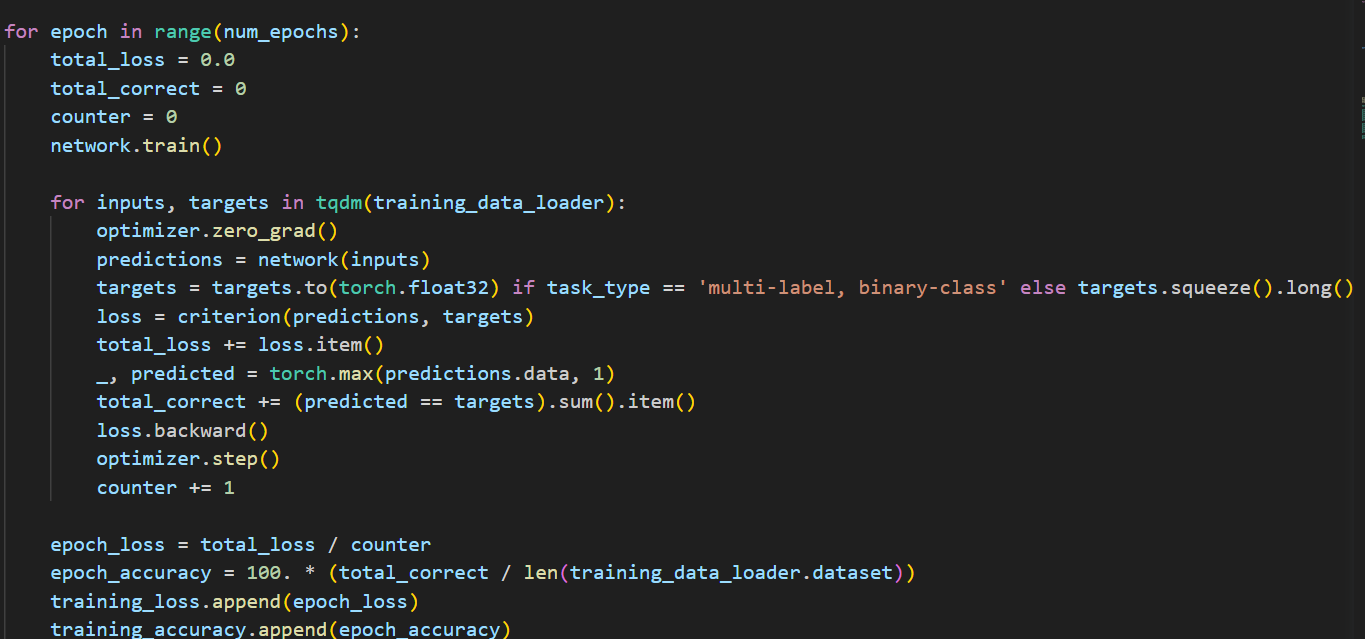 for epoch in range(num_epochs):
    total_loss = 0.0
    total_correct = 0
    counter = 0
    network.train()

    for inputs, targets in tqdm(training_data_loader):
        optimizer.zero_grad()
        predictions = network(inputs)
        targets = targets.to(torch.float32) if task_type == 'multi-label, binary-class' else targets.squeeze().long()
        loss = criterion(predictions, targets)
        total_loss += loss.item()
        _, predicted = torch.max(predictions.data, 1)
        total_correct += (predicted == targets).sum().item()
        loss.backward()
        optimizer.step()
        counter += 1

    epoch_loss = total_loss / counter
    epoch_accuracy = 100. * (total_correct / len(training_data_loader.dataset))
    training_loss.append(epoch_loss)
    training_accuracy.append(epoch_accuracy)